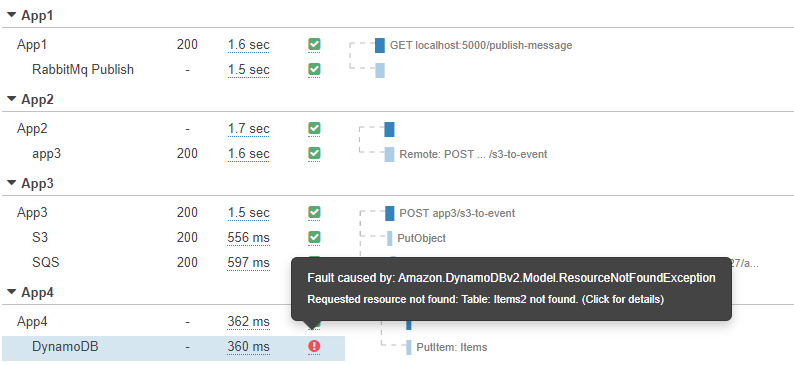 App1
App1 200 1.6 sec GET localhost:5000/publish-message
RabbitMq Publish - 1.5 sec
App2
App2 - 1.7 sec
app3 200 1.6 sec Remote: POST ... /s3-to-event
App3
App3 200 1.5 sec POST app3/s3-to-event
S3 200 556 ms PutObject
SQS 200 597 ms 27/a...
Fault caused by: Amazon.DynamoDBv2.Model.ResourceNotFoundException
Requested resource not found: Table: Items2 not found. (Click for details)
App4
App4 - 362 ms
DynamoDB - 360 ms PutItem: Items